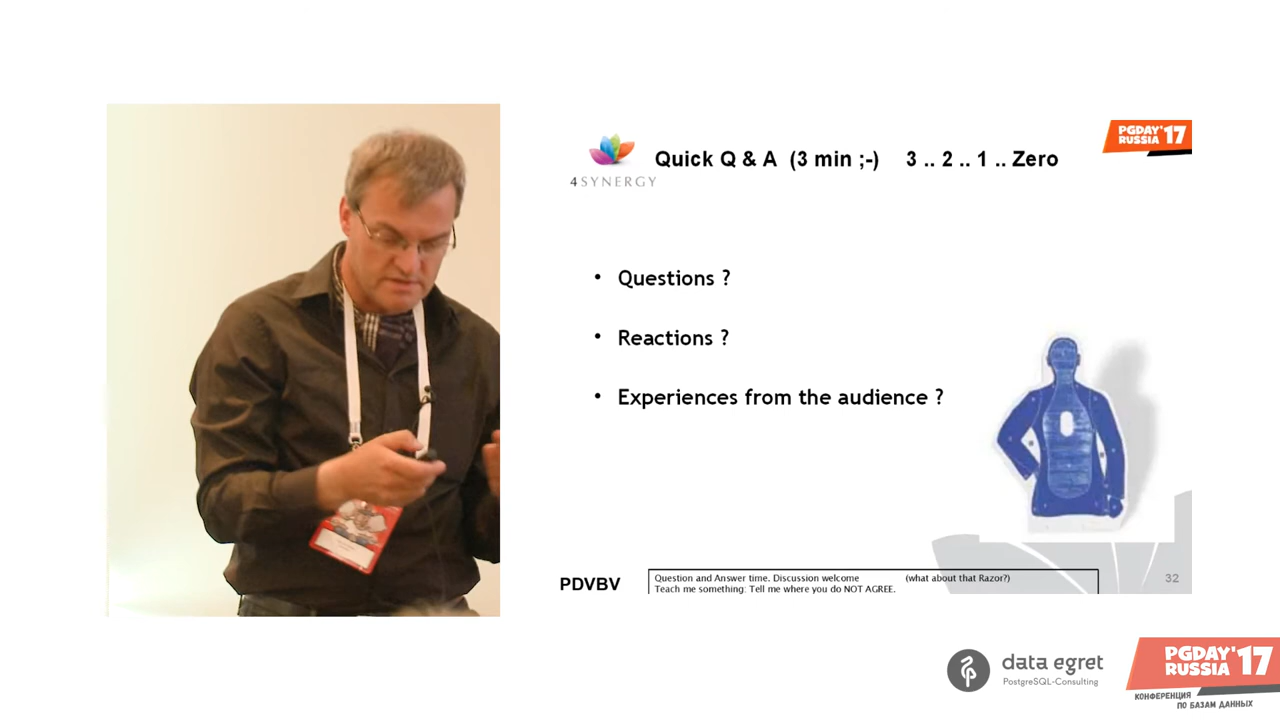 PGDAY'17
RUSSIA
4SYNERGY
Quick Q & A (3 min ;-) 3 .. 2 .. 1 .. Zero
• Questions ?
• Reactions ?
• Experiences from the audience ?
PDVBV
Question and Answer time. Discussion welcome (what about that Razor?)
Teach me something: Tell me where you do NOT AGREE.
32
data egret
PostgreSQL-Consulting
PGDAY'17
RUSSIA
КОНФЕРЕНЦИЯ
ПО БАЗАМ ДАННЫХ